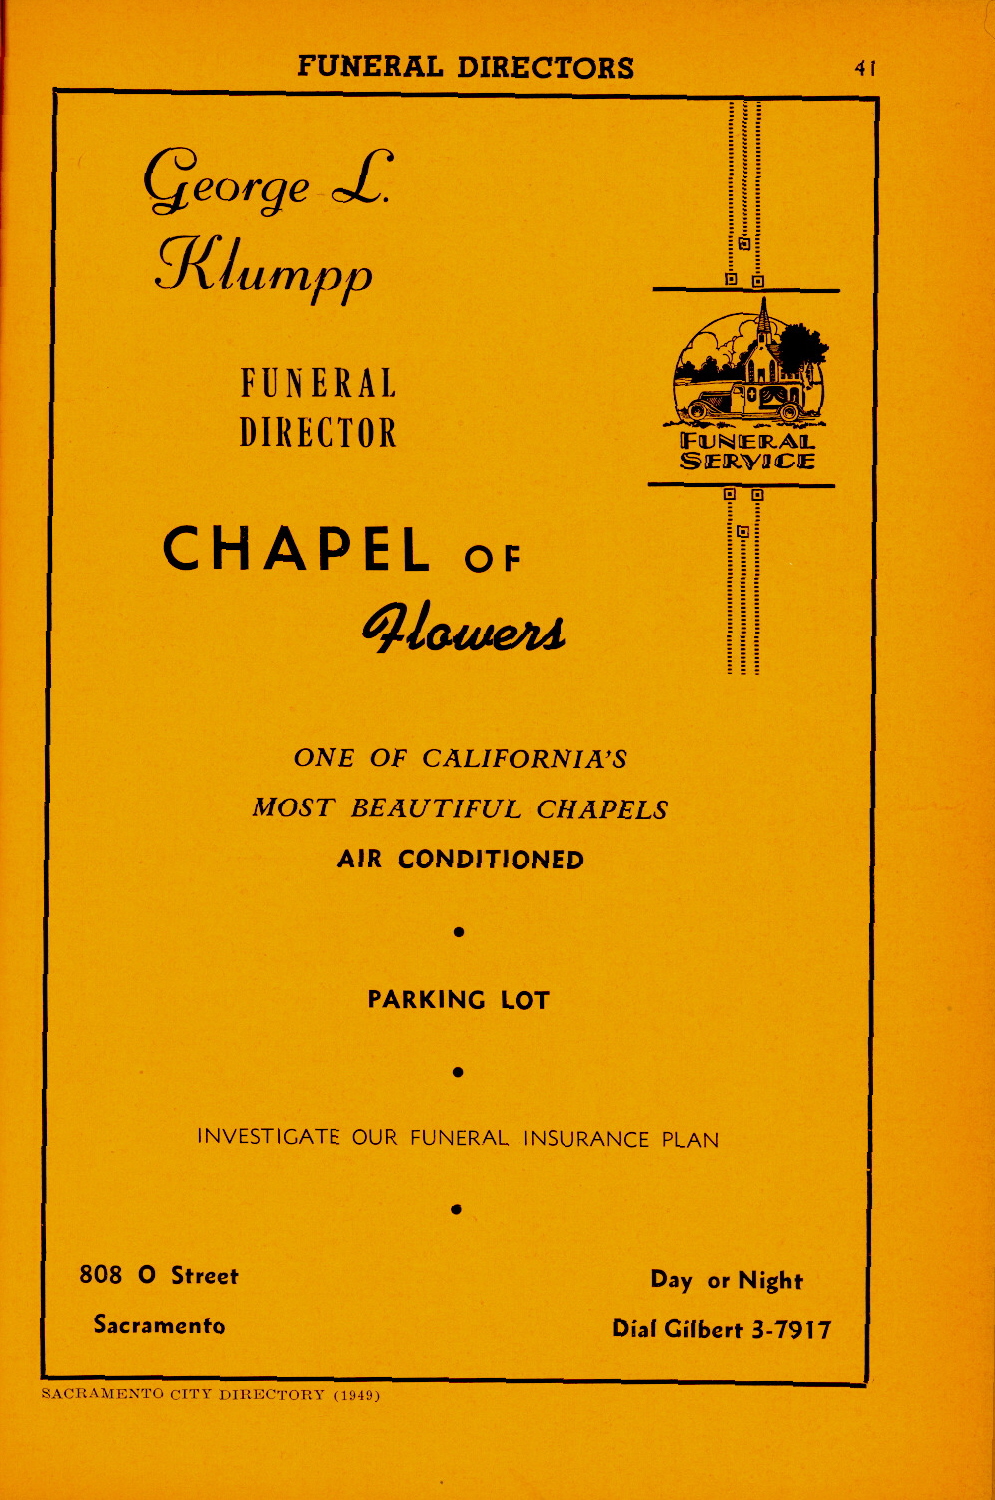 FUNERAL DIRECTORS 41
George L.
Klumpp
FUNERAL
DIRECTOR
FUNERAL
SERVICE
CHAPEL OF
Flowers
ONE OF CALIFORNIA'S
MOST BEAUTIFUL CHAPELS
AIR CONDITIONED
•
PARKING LOT
•
INVESTIGATE OUR FUNERAL INSURANCE PLAN
•
808 O Street
Sacramento
Day or Night
Dial Gilbert 3-7917
SACRAMENTO CITY DIRECTORY (1949)